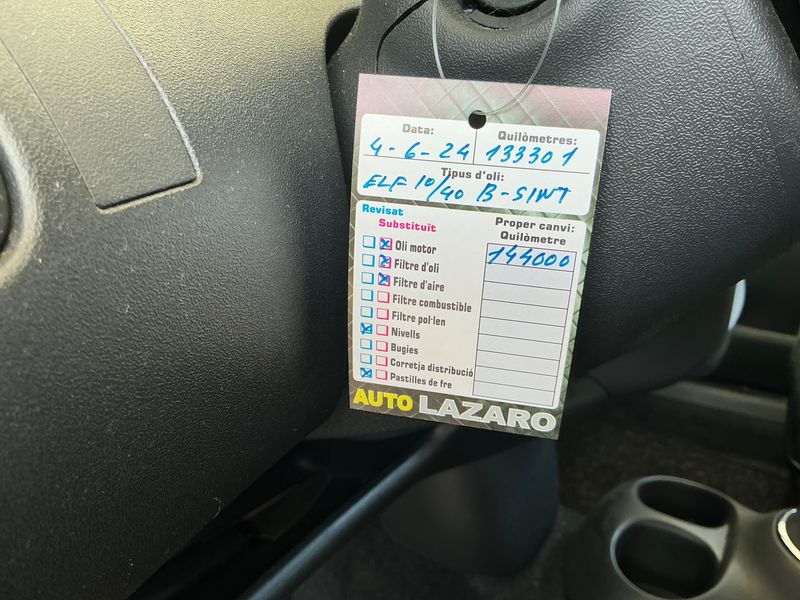 Data: Quilòmetres:
4-6-24 133301
Tipus d'oli:
ELF 10/40 B-SINT
Revisat
Substituït
Proper canvi:
Quilòmetre
Oli motor 144000
Filtre d'oli
Filtre d'aire
Filtre combustible
Filtre pol·len
Nivells
Bugies
Corretja distribució
Pastilles de fre
AUTO LAZARO